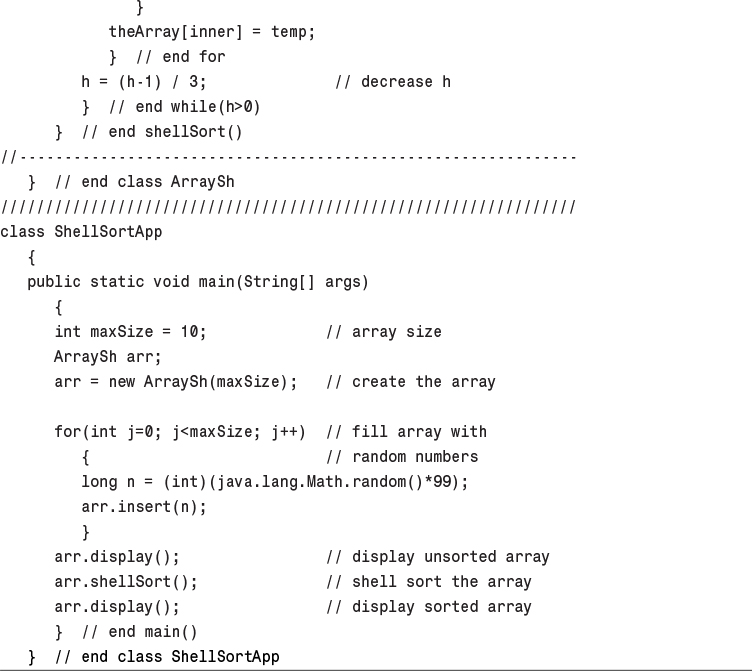 }
            theArray[inner] = temp;
            }  // end for
         h = (h-1) / 3;              // decrease h
         }  // end while(h>0)
      }  // end shellSort()
//--------------------------------------------------------------
   }  // end class ArraySh
////////////////////////////////////////////////////////////////
class ShellSortApp
   {
   public static void main(String[] args)
      {
      int maxSize = 10;             // array size
      ArraySh arr;
      arr = new ArraySh(maxSize);   // create the array

      for(int j=0; j<maxSize; j++)  // fill array with
         {                          // random numbers
         long n = (int)(java.lang.Math.random()*99);
         arr.insert(n);
         }
      arr.display();                // display unsorted array
      arr.shellSort();              // shell sort the array
      arr.display();                // display sorted array
      }  // end main()
   }  // end class ShellSortApp